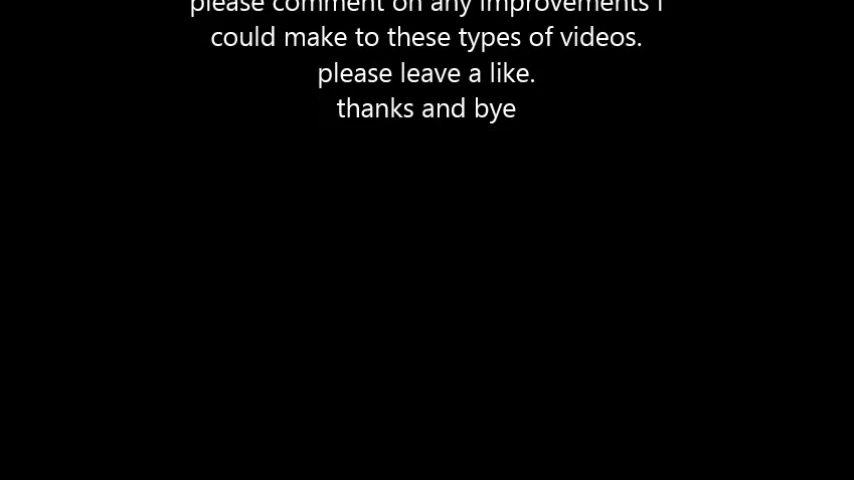 please comment on any improvements I
could make to these types of videos.
please leave a like.
thanks and bye